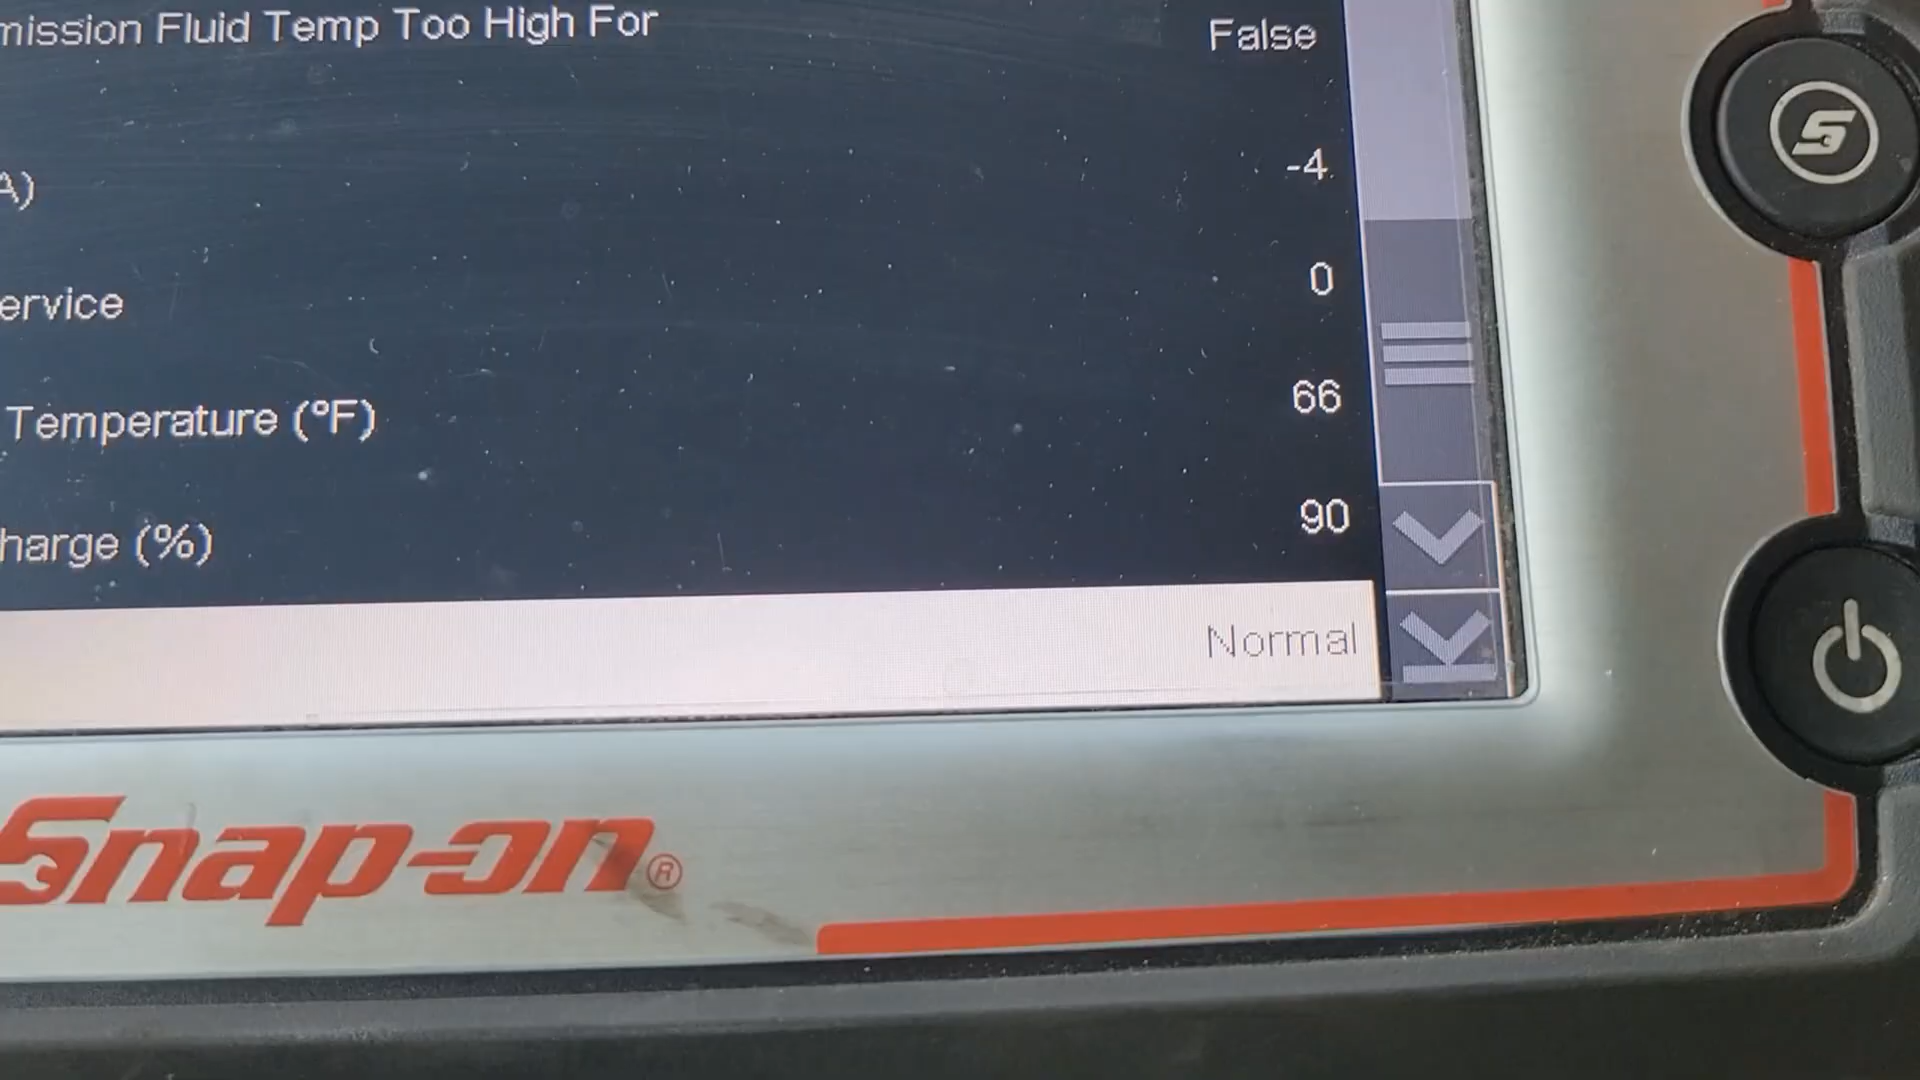 mission Fluid Temp Too High For False
A) -4
ervice 0
Temperature (°F) 66
harge (%) 90
Normal
Snap-on®